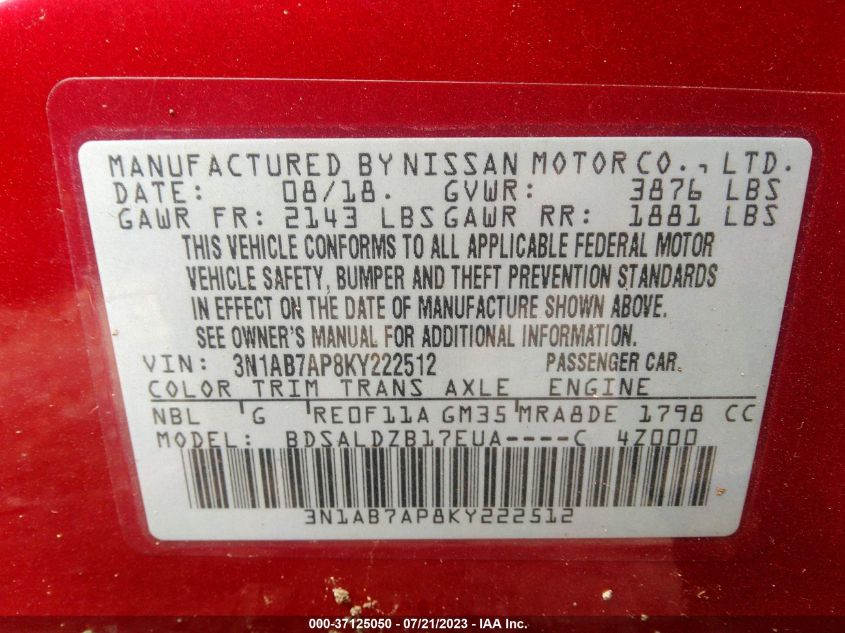 MANUFACTURED BY NISSAN MOTOR CO., LTD.
DATE: 08/18. GVWR: 3876 LBS
GAWR FR: 2143 LBS GAWR RR: 1881 LBS
THIS VEHICLE CONFORMS TO ALL APPLICABLE FEDERAL MOTOR
VEHICLE SAFETY, BUMPER AND THEFT PREVENTION STANDARDS
IN EFFECT ON THE DATE OF MANUFACTURE SHOWN ABOVE.
SEE OWNER'S MANUAL FOR ADDITIONAL INFORMATION.
VIN: 3N1AB7AP8KY222512 PASSENGER CAR
COLOR TRIM TRANS AXLE ENGINE
NBL G RE0F11A GM35 MRA8DE 1798 CC
MODEL: BDSALDZB17EUA----C 4Z000
3N1AB7AP8KY222512
000-37125050 - 07/21/2023 - IAA Inc.